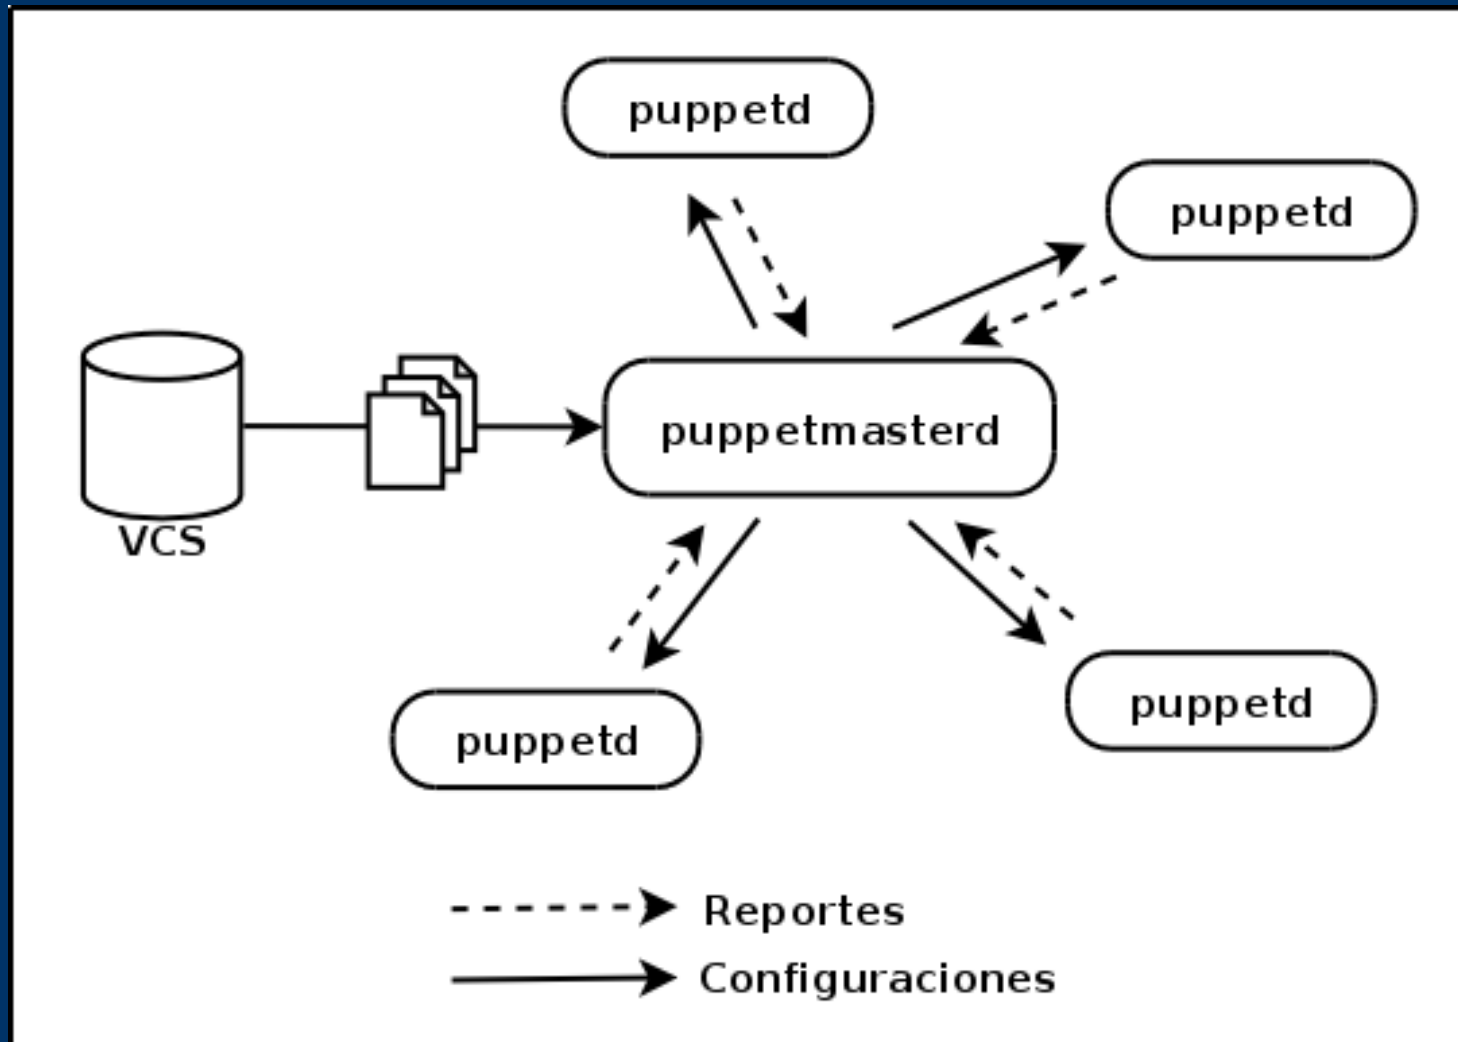 puppetd
puppetd
puppetmasterd
VCS
puppetd
puppetd
Reportes
Configuraciones